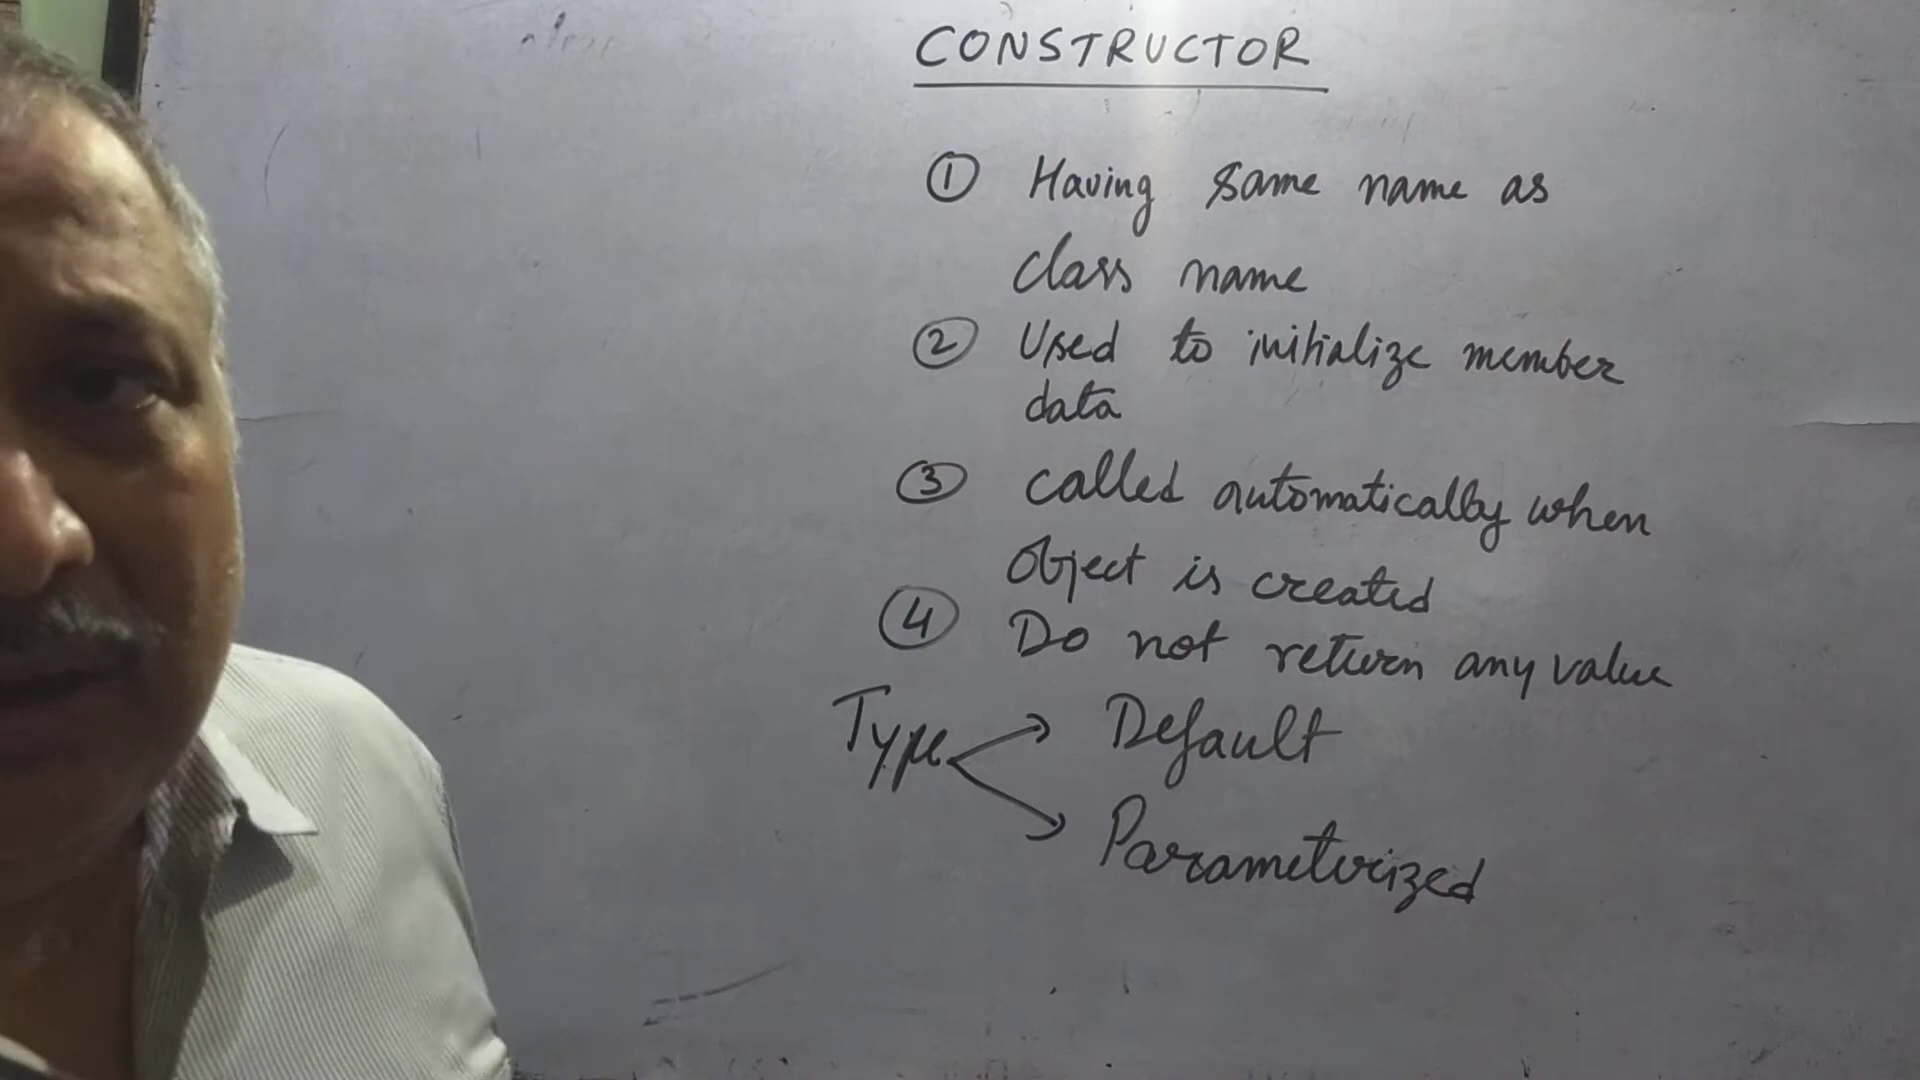 CONSTRUCTOR
① Having same name as
class name
② Used to initialize member
data
③ called automatically when
object is created
④ Do not return any value
Type → Default
→ Parameterized